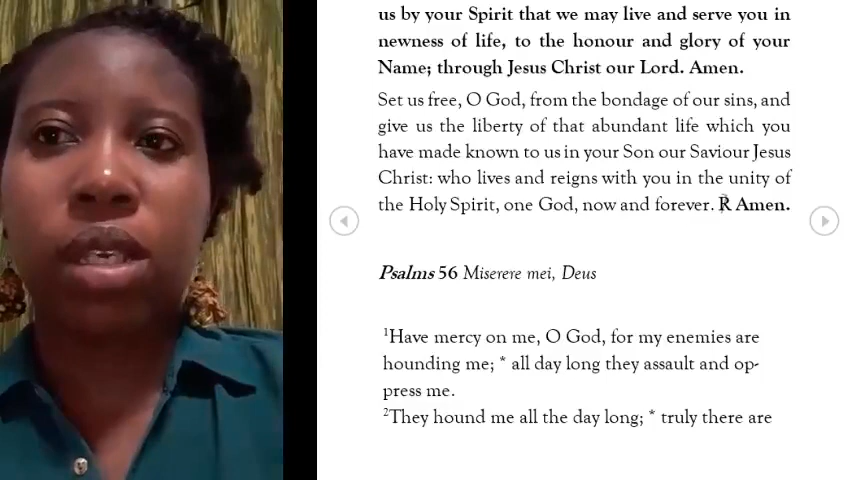 us by your Spirit that we may live and serve you in
newness of life, to the honour and glory of your
Name; through Jesus Christ our Lord. Amen.
Set us free, O God, from the bondage of our sins, and
give us the liberty of that abundant life which you
have made known to us in your Son our Saviour Jesus
Christ: who lives and reigns with you in the unity of
the Holy Spirit, one God, now and forever. R Amen.
Psalms 56 Miserere mei, Deus
¹Have mercy on me, O God, for my enemies are
hounding me; * all day long they assault and op-
press me.
²They hound me all the day long; * truly there are